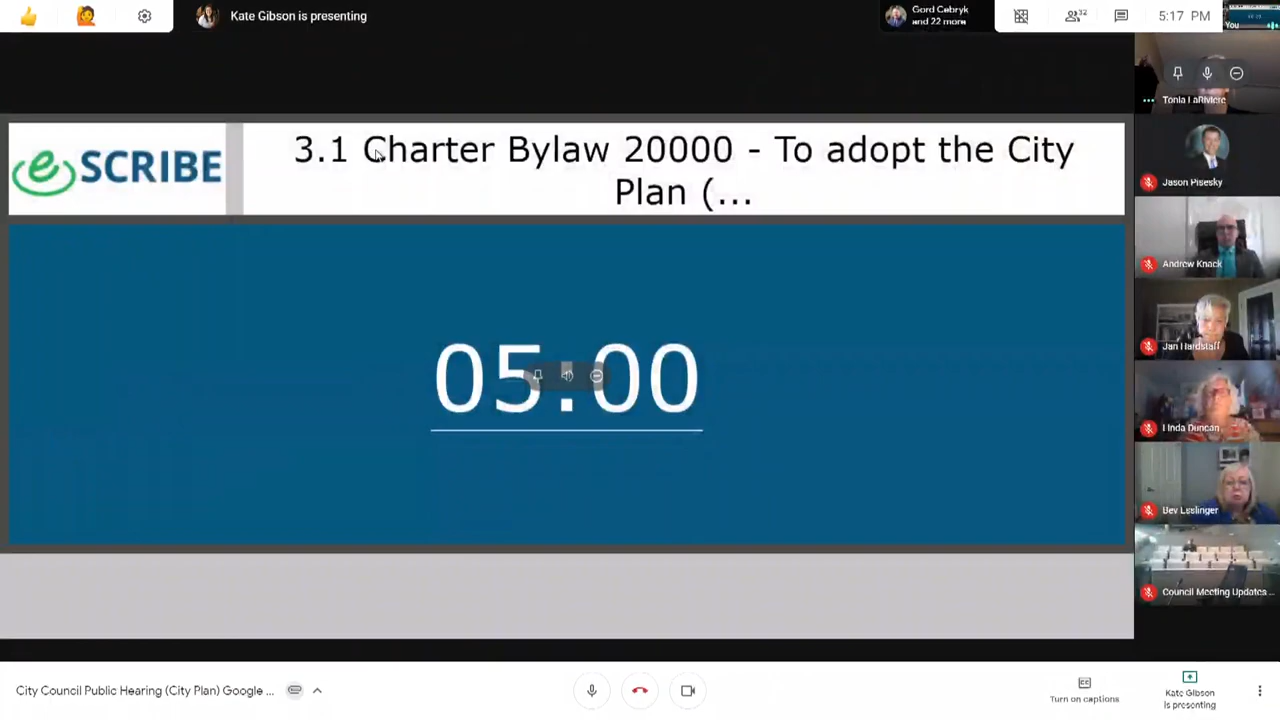 Kate Gibson is presenting
Gord Cebryk
and 22 more
32
5:17 PM
You
eSCRIBE
3.1 Charter Bylaw 20000 - To adopt the City
Plan (...
05:00
Tonia LaRiviere
Jason Pisesky
Andrew Knack
Jan Hardstaff
Linda Duncan
Bev Esslinger
Council Meeting Updates ...
City Council Public Hearing (City Plan) Google ...
Turn on captions
Kate Gibson
is presenting